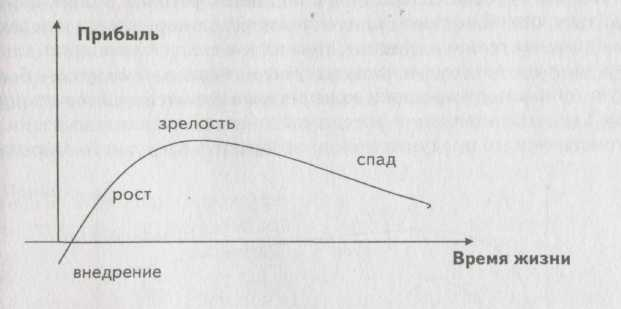 Прибыль
зрелость
спад
рост
Время жизни
внедрение